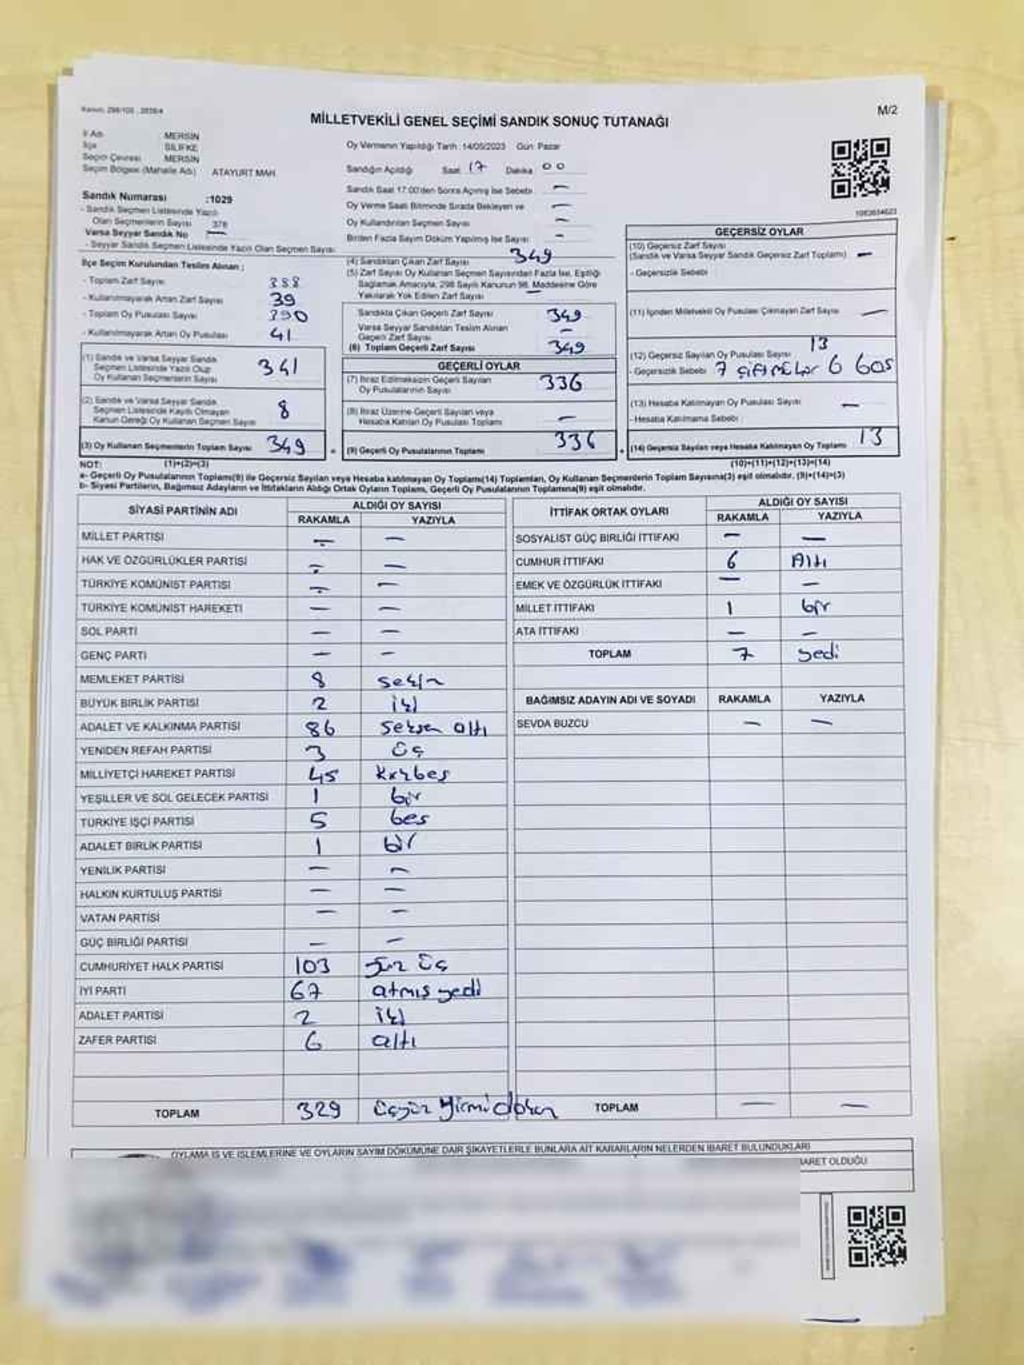 M/2
MİLLETVEKİLİ GENEL SEÇİMİ SANDIK SONUÇ TUTANAĞI
İl Adı : MERSİN
İlçe : SİLİFKE
Seçim Çevresi : MERSİN
Seçim Bölgesi (Mahalle Adı) ATAYURT MAH.
Sandık Numarası :1029
- Sandık Seçmen Listesinde Yazılı
Olan Seçmenlerin Sayısı 378
Varsa Seyyar Sandık No —
- Seyyar Sandık Seçmen Listesinde Yazılı Olan Seçmen Sayısı:
Oy Vermenin Yapıldığı Tarih :14/05/2023 Gün: Pazar
Sandığın Açıldığı Saat 17 Dakika 00
Sandık Saat 17:00'den Sonra Açılmış İse Sebebi —
Oy Verme Saati Bitiminde Sırada Bekleyen ve —
Oy Kullandırılan Seçmen Sayısı —
Birden Fazla Sayım Döküm Yapılmış İse Sayısı —
İlçe Seçim Kurulundan Teslim Alınan ;
- Toplam Zarf Sayısı 388
- Kullanılmayarak Artan Zarf Sayısı 39
- Toplam Oy Pusulası Sayısı 390
- Kullanılmayarak Artan Oy Pusulası 41
(1) Sandık ve Varsa Seyyar Sandık
Seçmen Listesinde Yazılı Olup
Oy Kullanan Seçmenlerin Sayısı 341
(2) Sandık ve Varsa Seyyar Sandık
Seçmen Listesinde Kayıtlı Olmayan
Kanun Gereği Oy Kullanan Seçmen Sayısı 8
(3) Oy Kullanan Seçmenlerin Toplam Sayısı 349
(4) Sandıktan Çıkan Zarf Sayısı 349
(5) Zarf Sayısı Oy Kullanan Seçmen Sayısından Fazla İse, Eşitliği
Sağlamak Amacıyla, 298 Sayılı Kanunun 98. Maddesine Göre
Yakılarak Yok Edilen Zarf Sayısı —
Sandıkta Çıkan Geçerli Zarf Sayısı 349
Varsa Seyyar Sandıktan Teslim Alınan
Geçerli Zarf Sayısı —
(6) Toplam Geçerli Zarf Sayısı 349
GEÇERLİ OYLAR
(7) İtiraz Edilmeksizin Geçerli Sayılan
Oy Pusulalarının Sayısı 336
(8) İtiraz Üzerine Geçerli Sayılan veya
Hesaba Katılan Oy Pusulası Toplamı —
(9) Geçerli Oy Pusulalarının Toplamı 336
GEÇERSİZ OYLAR
(10) Geçersiz Zarf Sayısı
(Sandık ve Varsa Seyyar Sandık Geçersiz Zarf Toplamı) —
- Geçersizlik Sebebi
(11) İçinden Milletvekili Oy Pusulası Çıkmayan Zarf Sayısı —
(12) Geçersiz Sayılan Oy Pusulası Sayısı 13
- Geçersizlik Sebebi 7 6 boş
(13) Hesaba Katılmayan Oy Pusulası Sayısı —
- Hesaba Katılmama Sebebi
(14) Geçersiz Sayılan veya Hesaba Katılmayan Oy Toplamı 13
NOT: (1)+(2)=(3) (10)+(11)+(12)+(13)=(14)
a- Geçerli Oy Pusulalarının Toplamı(9) ile Geçersiz Sayılan veya Hesaba katılmayan Oy Toplamı(14) Toplamları, Oy Kullanan Seçmenlerin Toplam Sayısına(3) eşit olmalıdır. (9)+(14)=(3)
b- Siyasi Partilerin, Bağımsız Adayların ve İttifakların Aldığı Ortak Oyların Toplamı, Geçerli Oy Pusulalarının Toplamına(9) eşit olmalıdır.
SİYASİ PARTİNİN ADI ALDIĞI OY SAYISI
RAKAMLA YAZIYLA
MİLLET PARTİSİ — —
HAK VE ÖZGÜRLÜKLER PARTİSİ — —
TÜRKİYE KOMÜNİST PARTİSİ — —
TÜRKİYE KOMÜNİST HAREKETİ — —
SOL PARTİ — —
GENÇ PARTİ — —
MEMLEKET PARTİSİ 8 sekiz
BÜYÜK BİRLİK PARTİSİ 2 iki
ADALET VE KALKINMA PARTİSİ 86 seksen altı
YENİDEN REFAH PARTİSİ 3 üç
MİLLİYETÇİ HAREKET PARTİSİ 45 kırkbeş
YEŞİLLER VE SOL GELECEK PARTİSİ 1 bir
TÜRKİYE İŞÇİ PARTİSİ 5 beş
ADALET BİRLİK PARTİSİ 1 bir
YENİLİK PARTİSİ — —
HALKIN KURTULUŞ PARTİSİ — —
VATAN PARTİSİ — —
GÜÇ BİRLİĞİ PARTİSİ — —
CUMHURİYET HALK PARTİSİ 103 yüz üç
İYİ PARTİ 67 atmış yedi
ADALET PARTİSİ 2 iki
ZAFER PARTİSİ 6 altı
TOPLAM 329 üçyüz yirmi dokuz
İTTİFAK ORTAK OYLARI ALDIĞI OY SAYISI
RAKAMLA YAZIYLA
SOSYALİST GÜÇ BİRLİĞİ İTTİFAKI — —
CUMHUR İTTİFAKI 6 Altı
EMEK VE ÖZGÜRLÜK İTTİFAKI — —
MİLLET İTTİFAKI 1 bir
ATA İTTİFAKI — —
TOPLAM 7 yedi
BAĞIMSIZ ADAYIN ADI VE SOYADI RAKAMLA YAZIYLA
SEVDA BUZCU — —
TOPLAM — —
OYLAMA İŞ VE İŞLEMLERİNE VE OYLARIN SAYIM DÖKÜMÜNE DAİR ŞİKAYETLERLE BUNLARA AİT KARARLARIN NELERDEN İBARET BULUNDUKLARI
BARET OLDUĞU